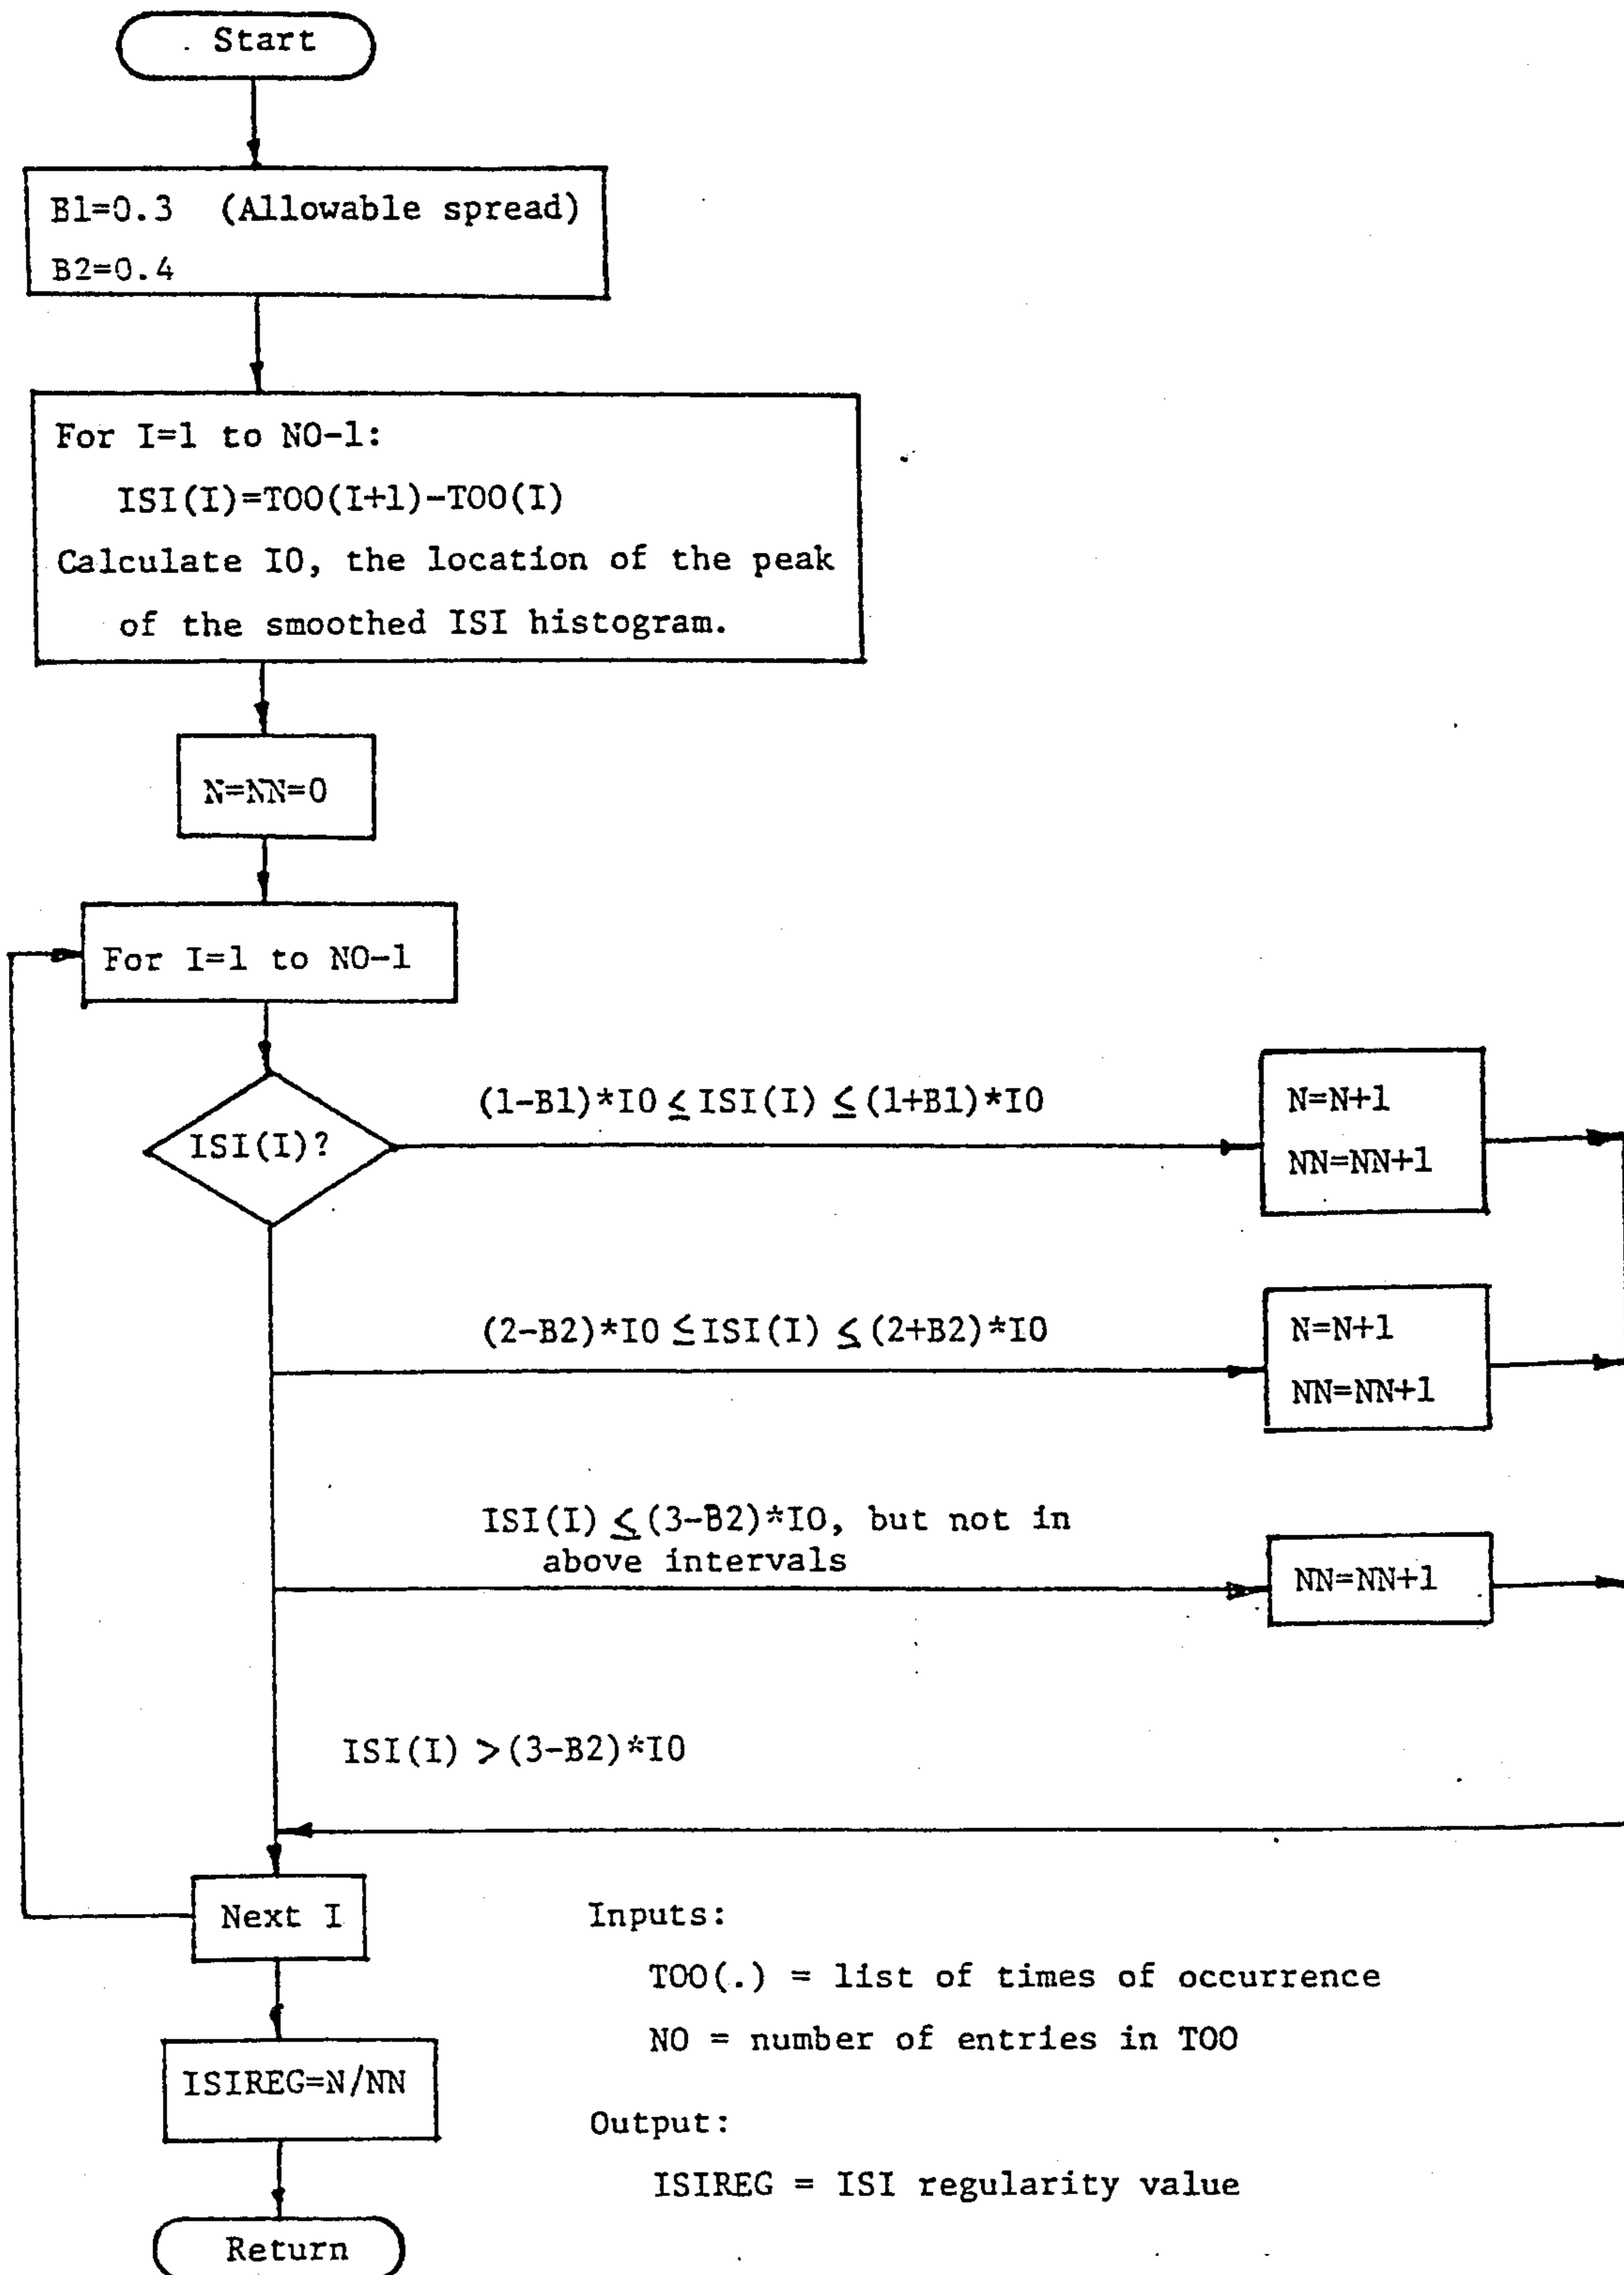 Start
B1=0.3 (Allowable spread)
B2=0.4
For I=1 to NO-1:
ISI(I)=TOO(I+1)-TOO(I)
Calculate IO, the location of the peak
of the smoothed ISI histogram.
N=NN=0
For I=1 to NO-1
ISI(I)?
(1-B1)*IO ≤ ISI(I) ≤ (1+B1)*IO
N=N+1
NN=NN+1
(2-B2)*IO ≤ ISI(I) ≤ (2+B2)*IO
N=N+1
NN=NN+1
ISI(I) ≤ (3-B2)*IO, but not in
above intervals
NN=NN+1
ISI(I) > (3-B2)*IO
Next I
ISIREG=N/NN
Return
Inputs:
TOO(.) = list of times of occurrence
NO = number of entries in TOO
Output:
ISIREG = ISI regularity value